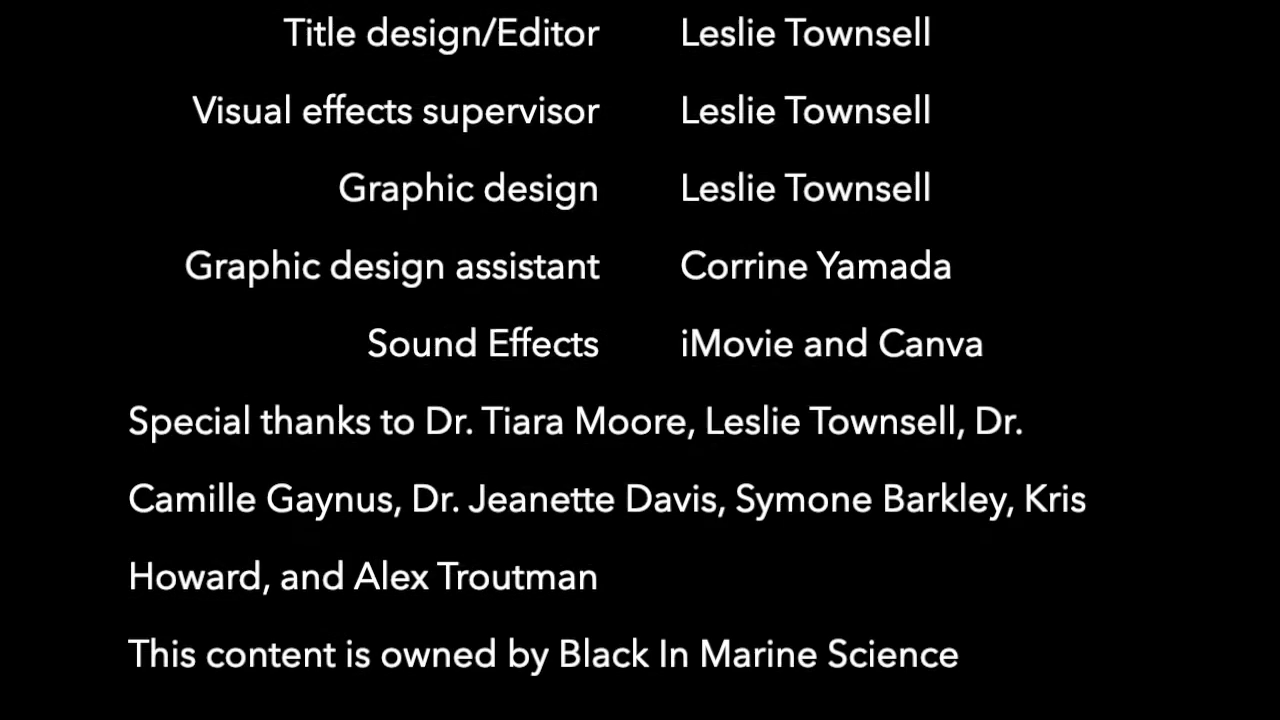 Title design/Editor Leslie Townsell
Visual effects supervisor Leslie Townsell
Graphic design Leslie Townsell
Graphic design assistant Corrine Yamada
Sound Effects iMovie and Canva
Special thanks to Dr. Tiara Moore, Leslie Townsell, Dr.
Camille Gaynus, Dr. Jeanette Davis, Symone Barkley, Kris
Howard, and Alex Troutman
This content is owned by Black In Marine Science